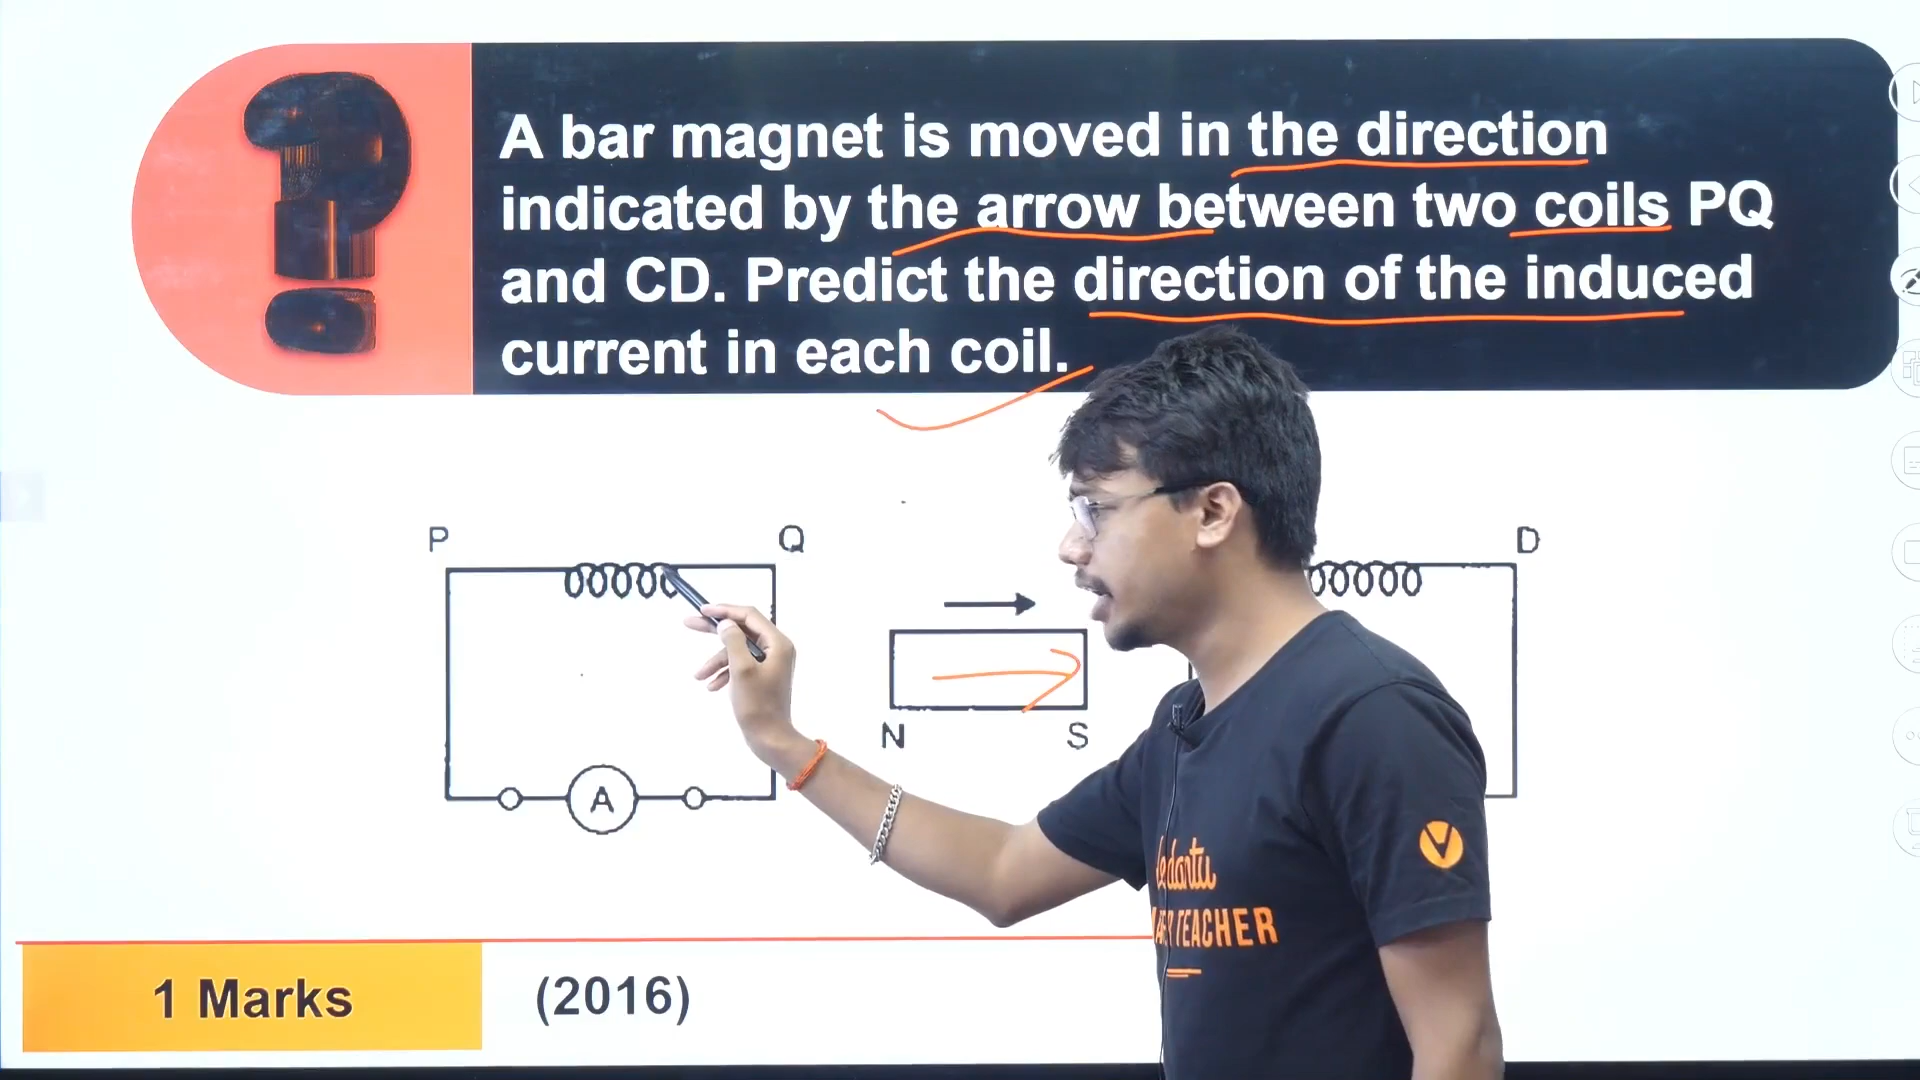 A bar magnet is moved in the direction
indicated by the arrow between two coils PQ
and CD. Predict the direction of the induced
current in each coil.
P
Q
D
N
S
A
TEACHER
1 Marks
(2016)